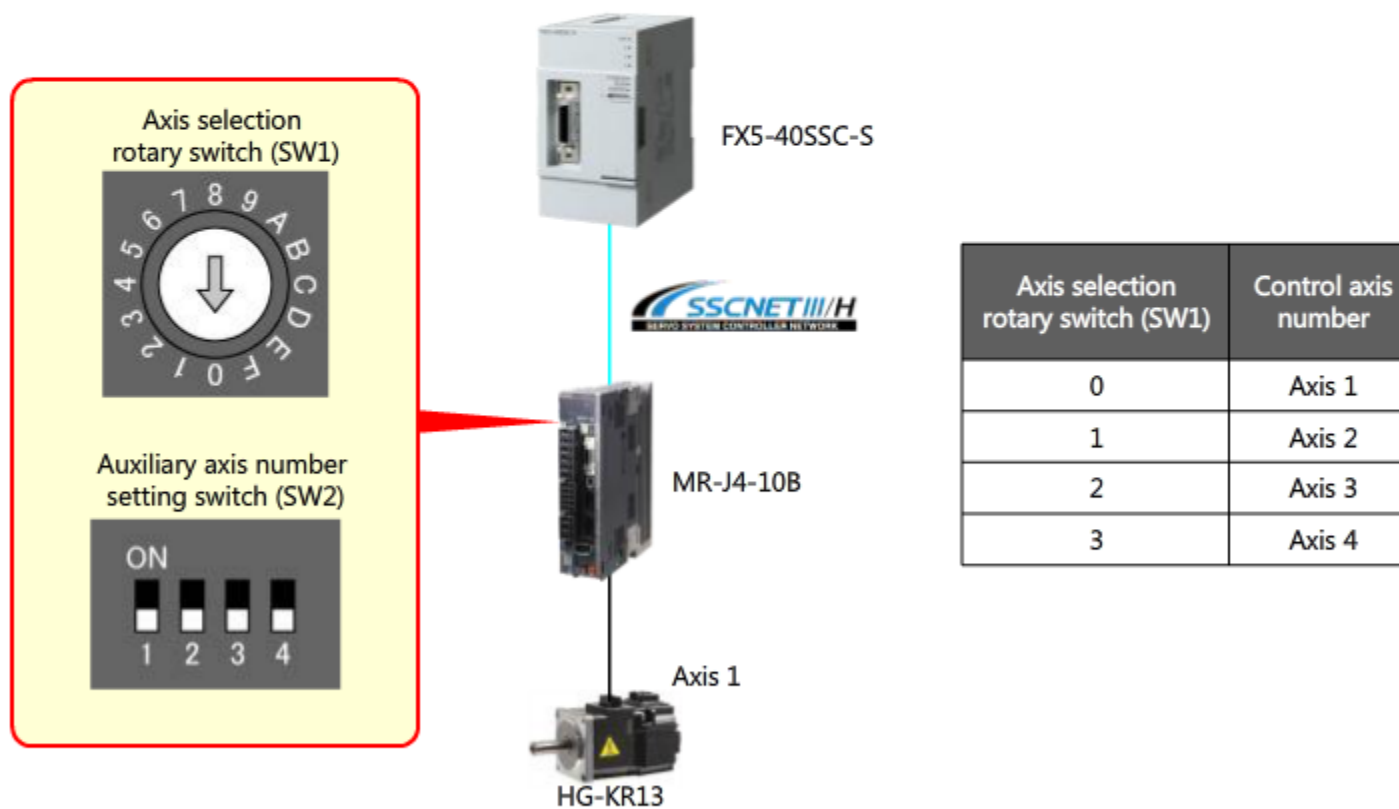 Axis selection
rotary switch (SW1)
7 8 9 A B C D E F 0 1 2 3 4 5 6
Auxiliary axis number
setting switch (SW2)
ON
1 2 3 4
FX5-40SSC-S
SSCNET III/H
SERVO SYSTEM CONTROLLER NETWORK
MR-J4-10B
Axis 1
HG-KR13
Axis selection
rotary switch (SW1)
Control axis
number
0 Axis 1
1 Axis 2
2 Axis 3
3 Axis 4